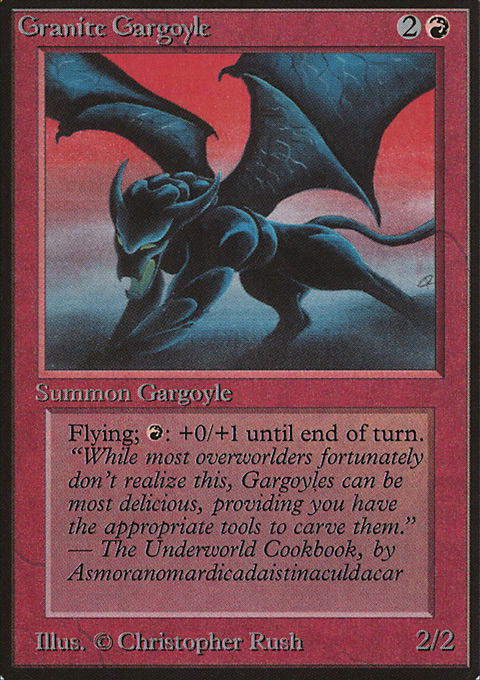 Granite Gargoyle 2
Summon Gargoyle
Flying; : +0/+1 until end of turn.
“While most overworlders fortunately
don’t realize this, Gargoyles can be
most delicious, providing you have
the appropriate tools to carve them.”
— The Underworld Cookbook, by
Asmoranomardicadaistinaculdacar
Illus. © Christopher Rush 2/2